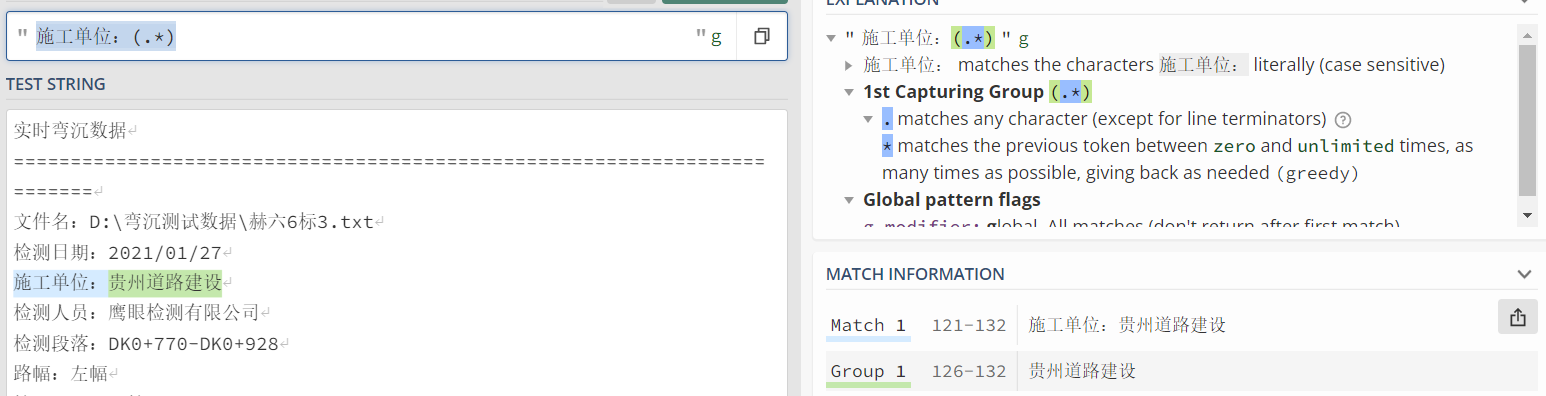 " 施工单位：(.*) " g
TEST STRING
实时弯沉数据
==================================================================
=======
文件名：D:\弯沉测试数据\赫六6标3.txt
检测日期：2021/01/27
施工单位：贵州道路建设
检测人员：鹰眼检测有限公司
检测段落：DK0+770-DK0+928
路幅：左幅
EXPLANATION
" 施工单位：(.*) " g
施工单位： matches the characters 施工单位： literally (case sensitive)
1st Capturing Group (.*)
. matches any character (except for line terminators)
* matches the previous token between zero and unlimited times, as
many times as possible, giving back as needed (greedy)
Global pattern flags
g modifier: global. All matches (don't return after first match)
MATCH INFORMATION
Match 1 121-132 施工单位：贵州道路建设
Group 1 126-132 贵州道路建设